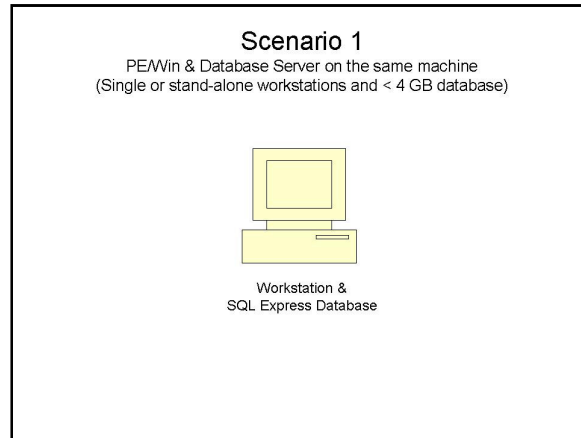 Scenario 1
PE/Win & Database Server on the same machine
(Single or stand-alone workstations and < 4 GB database)
Workstation &
SQL Express Database